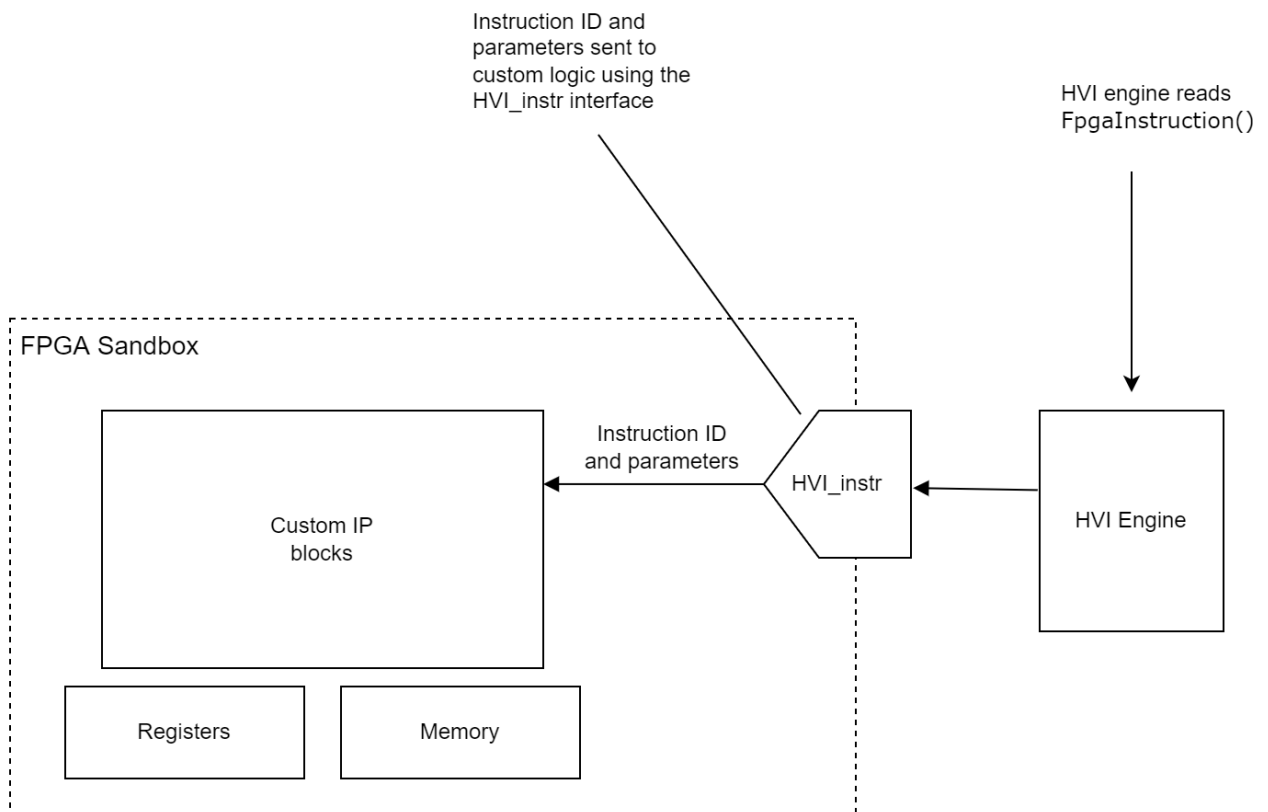 Instruction ID and
parameters sent to
custom logic using the
HVI_instr interface
HVI engine reads
FpgaInstruction()
FPGA Sandbox
Instruction ID
and parameters
HVI_instr
HVI Engine
Custom IP
blocks
Registers
Memory